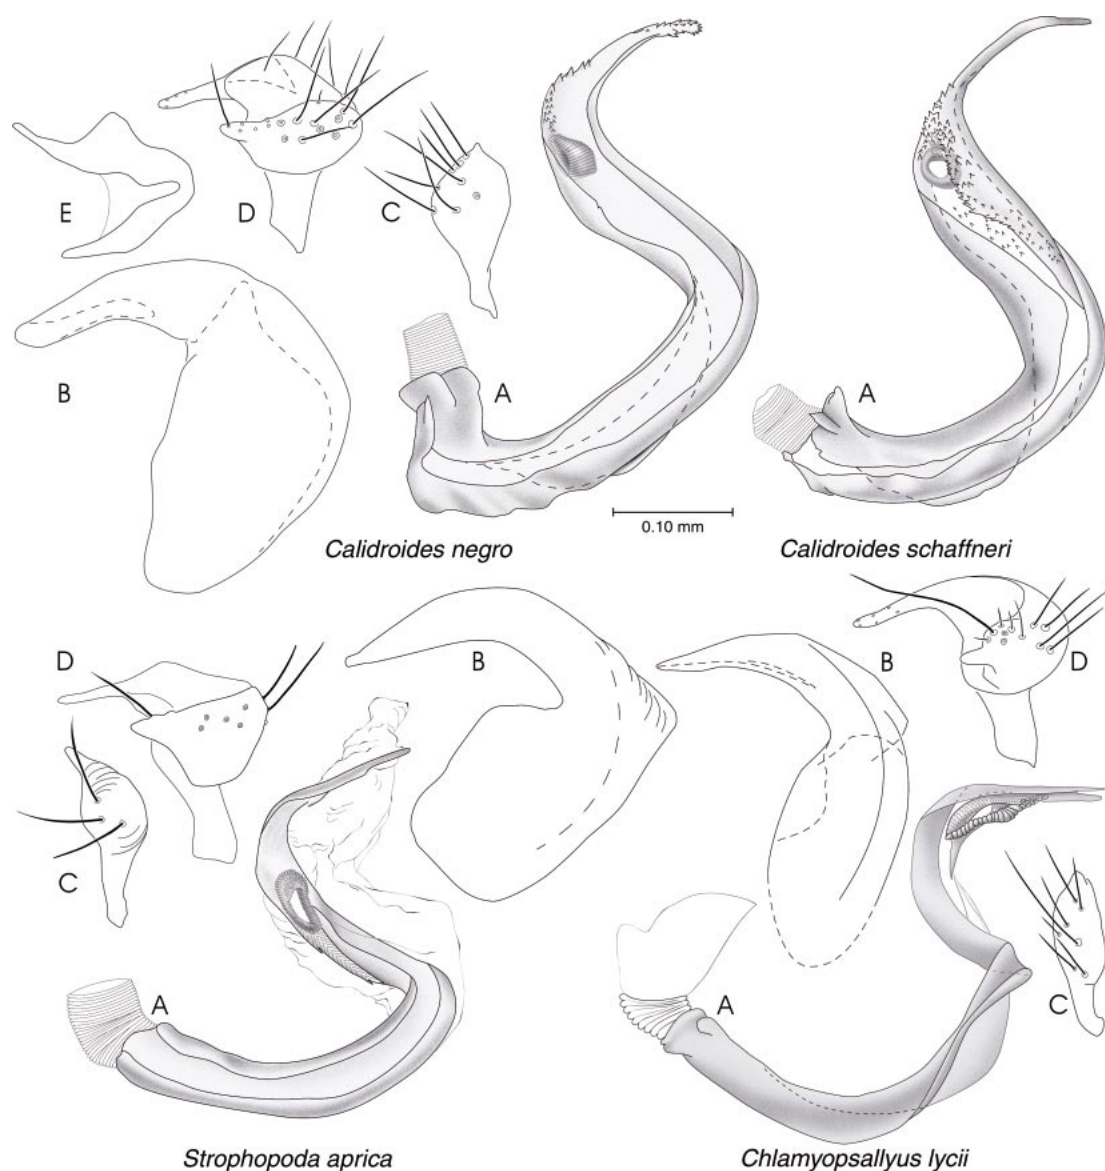 E
D
C
B
A
A
0.10 mm
Calidroides negro
Calidroides schaffneri
D
B
B
D
C
A
A
C
Strophopoda aprica
Chlamyopsallyus lycii